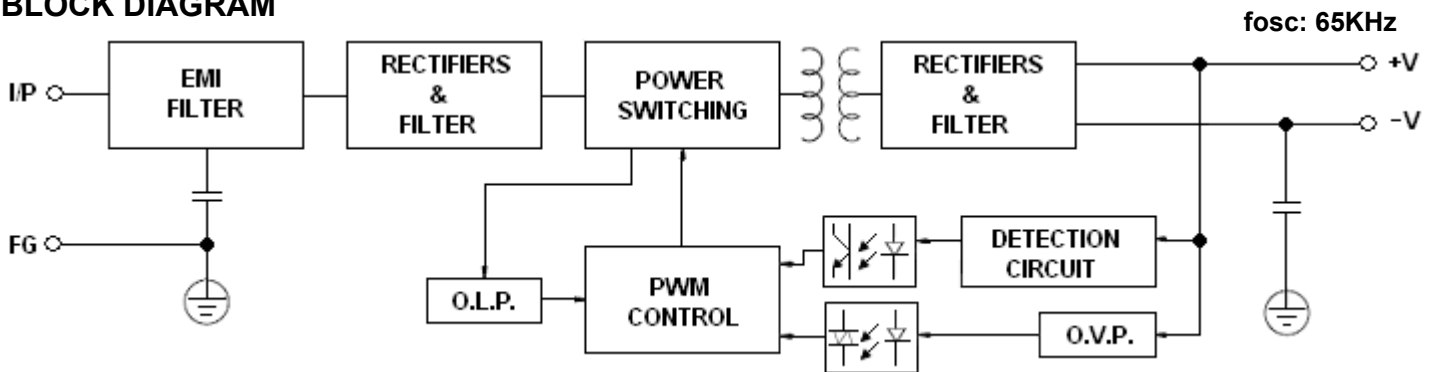 BLOCK DIAGRAM
fosc: 65KHz
I/P
EMI
FILTER
RECTIFIERS
&
FILTER
POWER
SWITCHING
RECTIFIERS
&
FILTER
+V
-V
FG
O.L.P.
PWM
CONTROL
DETECTION
CIRCUIT
O.V.P.